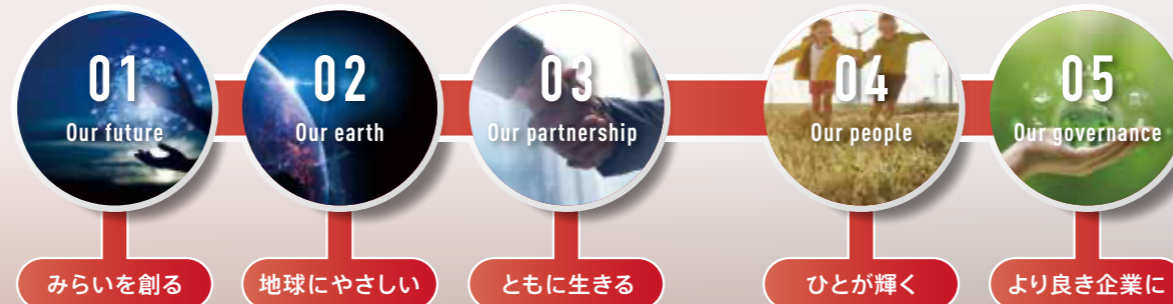 01
Our future
みらいを創る
02
Our earth
地球にやさしい
03
Our partnership
ともに生きる
04
Our people
ひとが輝く
05
Our governance
より良き企業に